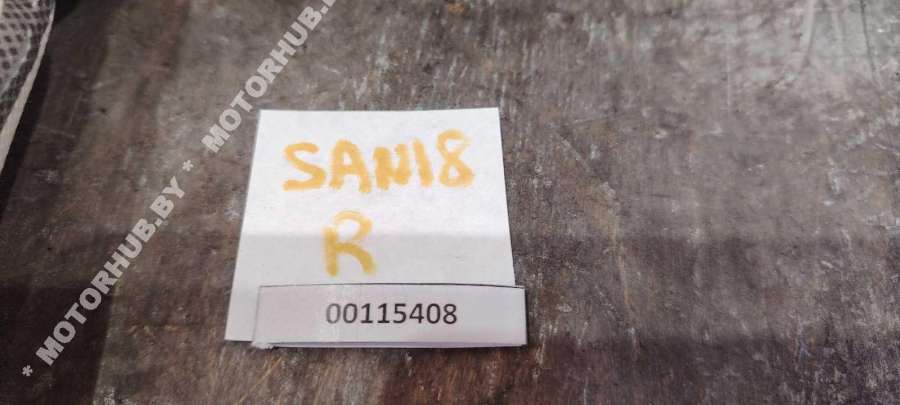 * MOTORHUB.BY * MOTORHUB.BY
SAN18
R
00115408